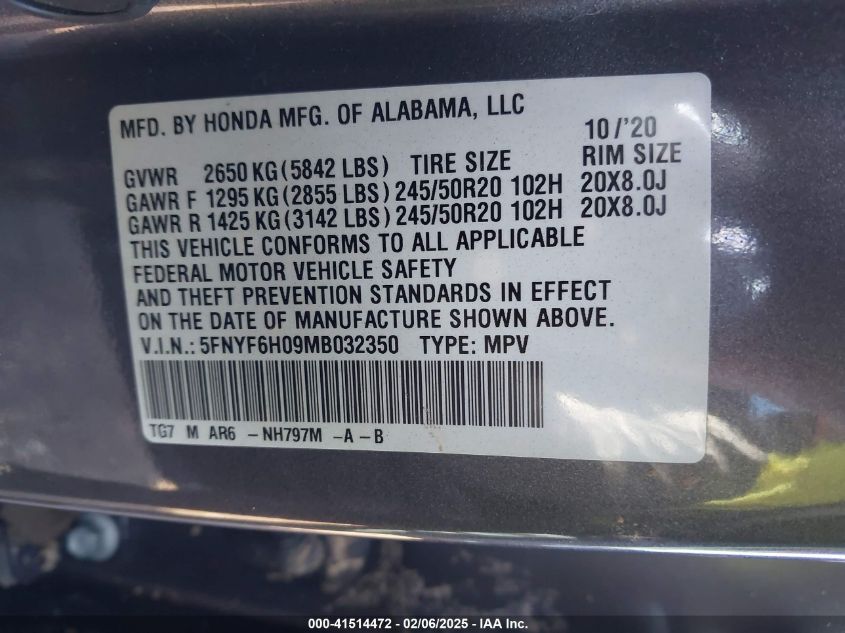 MFD. BY HONDA MFG. OF ALABAMA, LLC 10/'20
GVWR 2650 KG (5842 LBS) TIRE SIZE RIM SIZE
GAWR F 1295 KG (2855 LBS) 245/50R20 102H 20X8.0J
GAWR R 1425 KG (3142 LBS) 245/50R20 102H 20X8.0J
THIS VEHICLE CONFORMS TO ALL APPLICABLE
FEDERAL MOTOR VEHICLE SAFETY
AND THEFT PREVENTION STANDARDS IN EFFECT
ON THE DATE OF MANUFACTURE SHOWN ABOVE.
V.I.N.: 5FNYF6H09MB032350 TYPE: MPV
TG7 M AR6 -NH797M -A-B
000-41514472 - 02/06/2025 - IAA Inc.